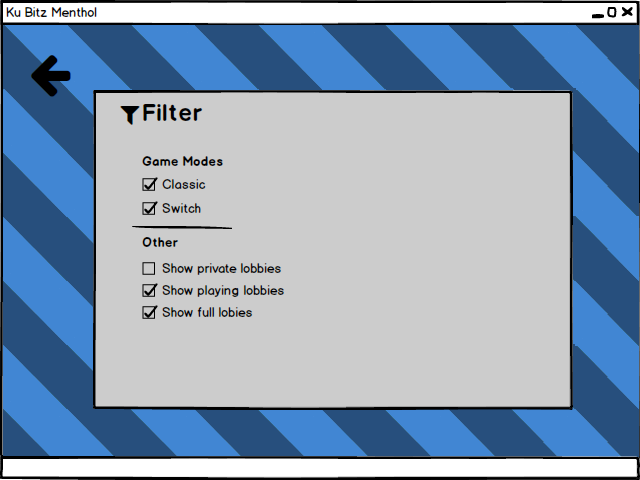 Ku Bitz Menthol
Filter
Game Modes
Classic
Switch
Other
Show private lobbies
Show playing lobbies
Show full lobies